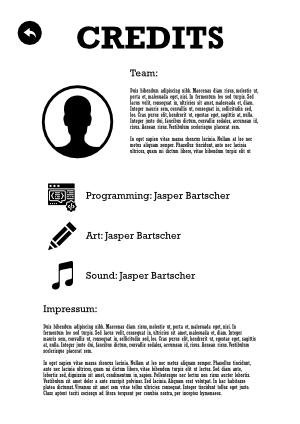 CREDITS
Team:
Duis bibendum adipiscing nibh. Maecenas diam risus, molestie ut,
porta et, malesuada eget, nisi. In fermentum leo sed turpis. Sed
lacus velit, consequat in, ultricies sit amet, malesuada et, diam.
Integer mauris sem, convallis ut, consequat in, sollicitudin sed,
leo. Cras purus elit, hendrerit ut, egestas eget, sagittis at, nulla.
Integer justo dui, faucibus dictum, convallis sodales, accumsan id,
risus. Aenean risus. Vestibulum scelerisque placerat sem.
In eget sapien vitae massa rhoncus lacinia. Nullam at leo nec
metus aliquam semper. Phasellus tincidunt, ante nec lacinia
ultrices, quam mi dictum libero, vitae bibendum turpis elit ut
Programming: Jasper Bartscher
Art: Jasper Bartscher
Sound: Jasper Bartscher
Impressum:
Duis bibendum adipiscing nibh. Maecenas diam risus, molestie ut, porta et, malesuada eget, nisi. In
fermentum leo sed turpis. Sed lacus velit, consequat in, ultricies sit amet, malesuada et, diam. Integer
mauris sem, convallis ut, consequat in, sollicitudin sed, leo. Cras purus elit, hendrerit ut, egestas eget, sagittis
at, nulla. Integer justo dui, faucibus dictum, convallis sodales, accumsan id, risus. Aenean risus. Vestibulum
scelerisque placerat sem.
In eget sapien vitae massa rhoncus lacinia. Nullam at leo nec metus aliquam semper. Phasellus tincidunt,
ante nec lacinia ultrices, quam mi dictum libero, vitae bibendum turpis elit ut lectus. Sed diam ante,
lobortis sed, dignissim sit amet, condimentum in, sapien. Pellentesque nec lectus non risus auctor lobortis.
Vestibulum sit amet dolor a ante suscipit pulvinar. Sed lacinia. Aliquam erat volutpat. In hac habitasse
platea dictumst. Vivamus sit amet sem vitae tellus ultricies consequat. Integer tincidunt tellus eget justo.
Class aptent taciti sociosqu ad litora torquent per conubia nostra, per inceptos hymenaeos.